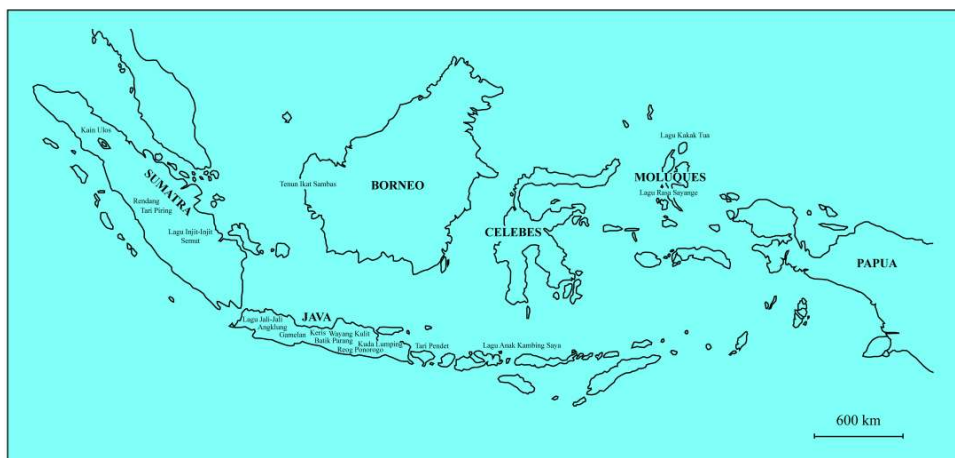 Kain Ulos
SUMATRA
Rendang
Tari Piring
Lagu Injit-Injit
Semut
Tenun Ikat Sambas
BORNEO
CELEBES
Lagu Kakak Tua
MOLUQUES
Lagu Rasa Sayange
PAPUA
JAVA
Lagu Jali-Jali
Angklung
Gamelan
Keris
Wayang Kulit
Batik Parang
Kuda Lumping
Reog Ponorogo
Tari Pendet
Lagu Anak Kambing Saya
600 km